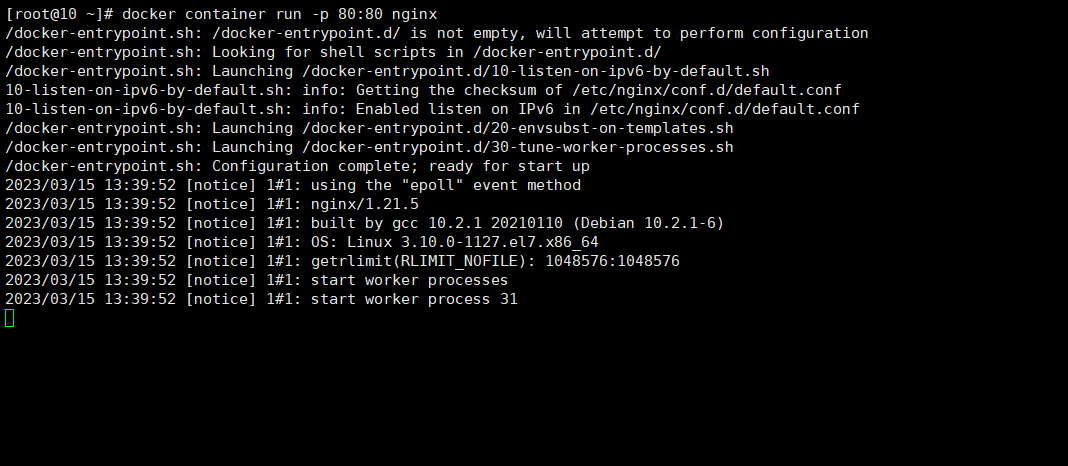 [root@10 ~]# docker container run -p 80:80 nginx
/docker-entrypoint.sh: /docker-entrypoint.d/ is not empty, will attempt to perform configuration
/docker-entrypoint.sh: Looking for shell scripts in /docker-entrypoint.d/
/docker-entrypoint.sh: Launching /docker-entrypoint.d/10-listen-on-ipv6-by-default.sh
10-listen-on-ipv6-by-default.sh: info: Getting the checksum of /etc/nginx/conf.d/default.conf
10-listen-on-ipv6-by-default.sh: info: Enabled listen on IPv6 in /etc/nginx/conf.d/default.conf
/docker-entrypoint.sh: Launching /docker-entrypoint.d/20-envsubst-on-templates.sh
/docker-entrypoint.sh: Launching /docker-entrypoint.d/30-tune-worker-processes.sh
/docker-entrypoint.sh: Configuration complete; ready for start up
2023/03/15 13:39:52 [notice] 1#1: using the "epoll" event method
2023/03/15 13:39:52 [notice] 1#1: nginx/1.21.5
2023/03/15 13:39:52 [notice] 1#1: built by gcc 10.2.1 20210110 (Debian 10.2.1-6)
2023/03/15 13:39:52 [notice] 1#1: OS: Linux 3.10.0-1127.el7.x86_64
2023/03/15 13:39:52 [notice] 1#1: getrlimit(RLIMIT_NOFILE): 1048576:1048576
2023/03/15 13:39:52 [notice] 1#1: start worker processes
2023/03/15 13:39:52 [notice] 1#1: start worker process 31